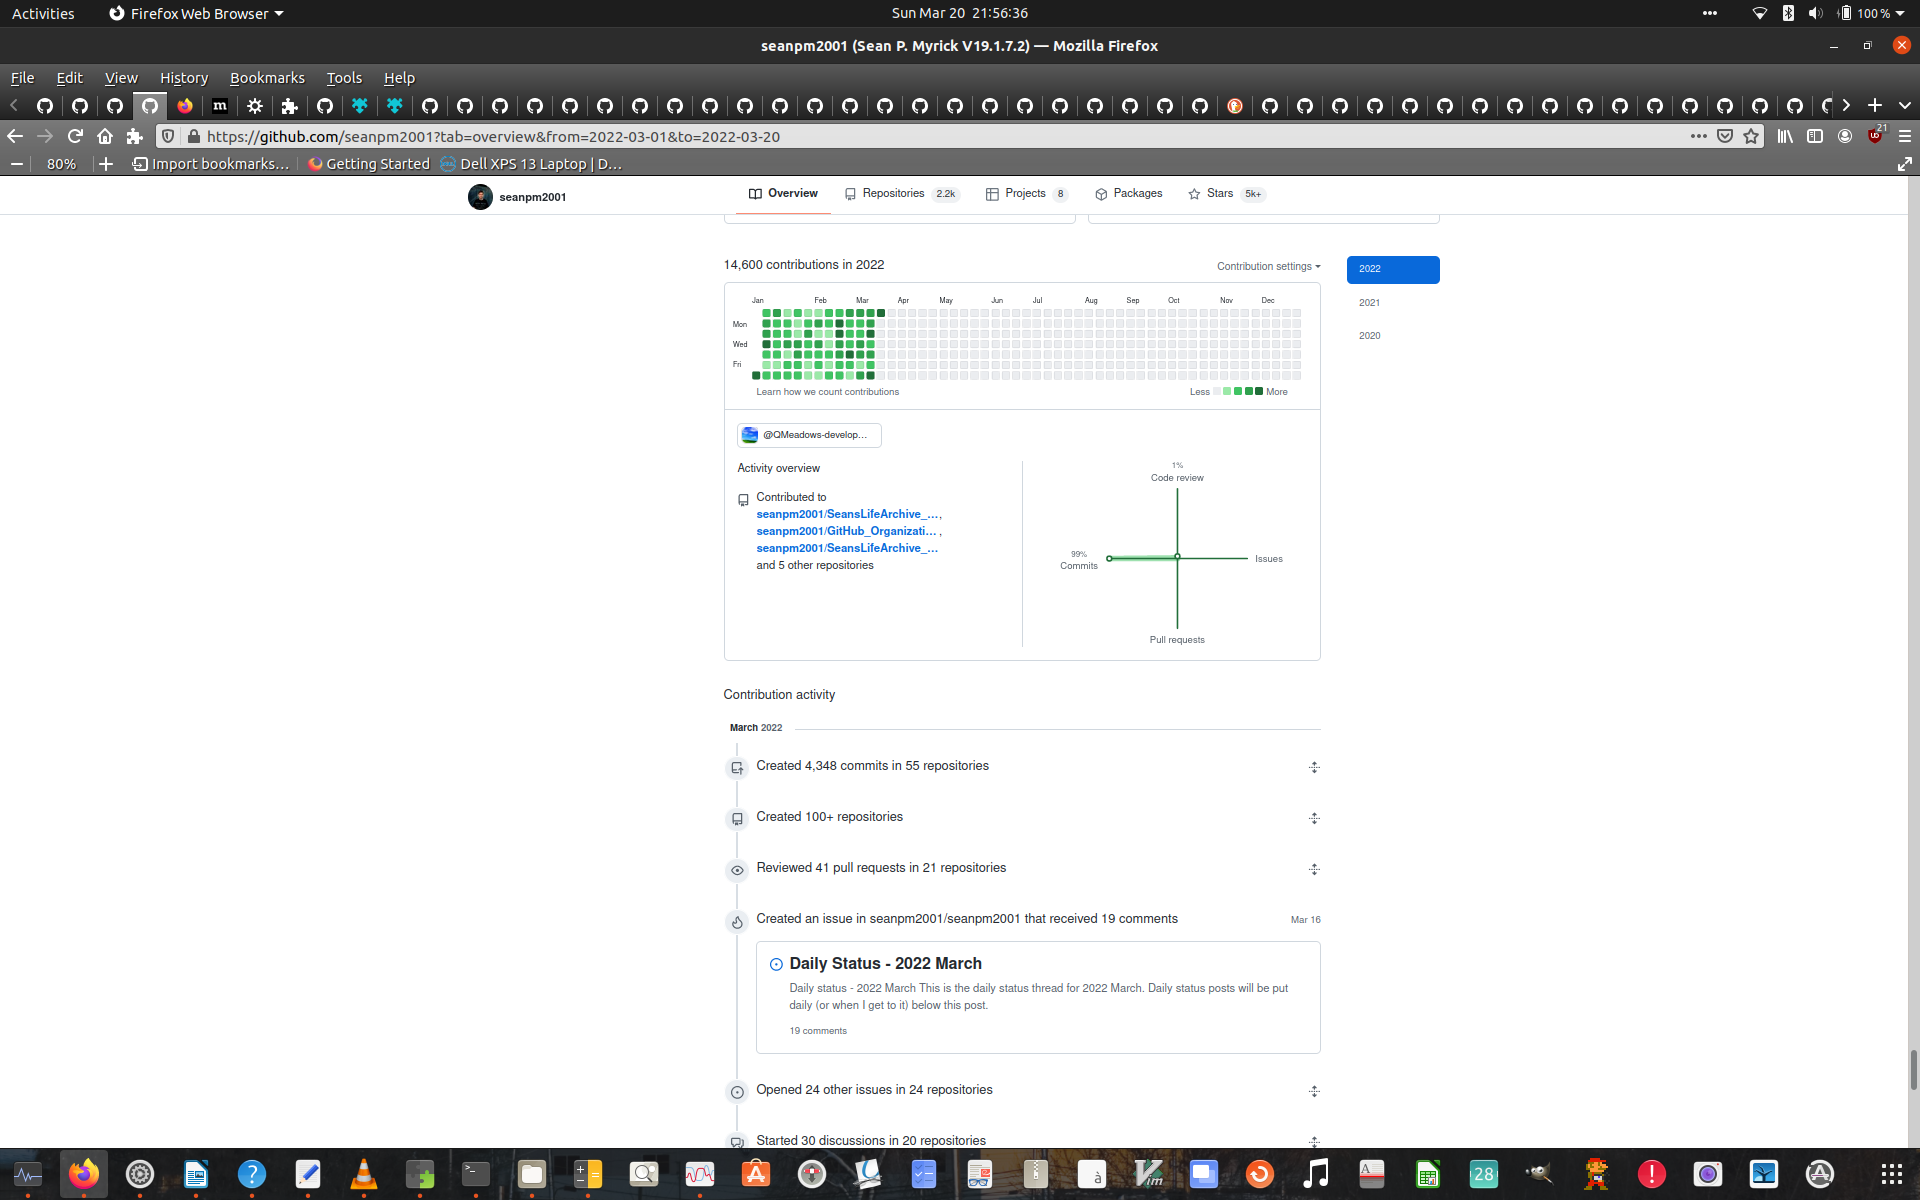 Activities
Firefox Web Browser
Sun Mar 20 21:56:36
100 %
seanpm2001 (Sean P. Myrick V19.1.7.2) — Mozilla Firefox
File Edit View History Bookmarks Tools Help
m
https://github.com/seanpm2001?tab=overview&from=2022-03-01&to=2022-03-20
21
80%
Import bookmarks...
Getting Started
Dell XPS 13 Laptop | D...
seanpm2001
Overview
Repositories 2.2k
Projects 8
Packages
Stars 5k+
14,600 contributions in 2022
Contribution settings
2022
2021
2020
Jan Feb Mar Apr May Jun Jul Aug Sep Oct Nov Dec
Mon
Wed
Fri
Learn how we count contributions
Less
More
@QMeadows-develop...
Activity overview
Contributed to
seanpm2001/SeansLifeArchive_...,
seanpm2001/GitHub_Organizati... ,
seanpm2001/SeansLifeArchive_...
and 5 other repositories
1%
Code review
99%
Commits
Issues
Pull requests
Contribution activity
March 2022
Created 4,348 commits in 55 repositories
Created 100+ repositories
Reviewed 41 pull requests in 21 repositories
Created an issue in seanpm2001/seanpm2001 that received 19 comments
Mar 16
Daily Status - 2022 March
Daily status - 2022 March This is the daily status thread for 2022 March. Daily status posts will be put
daily (or when I get to it) below this post.
19 comments
Opened 24 other issues in 24 repositories
Started 30 discussions in 20 repositories
à
Vim
28